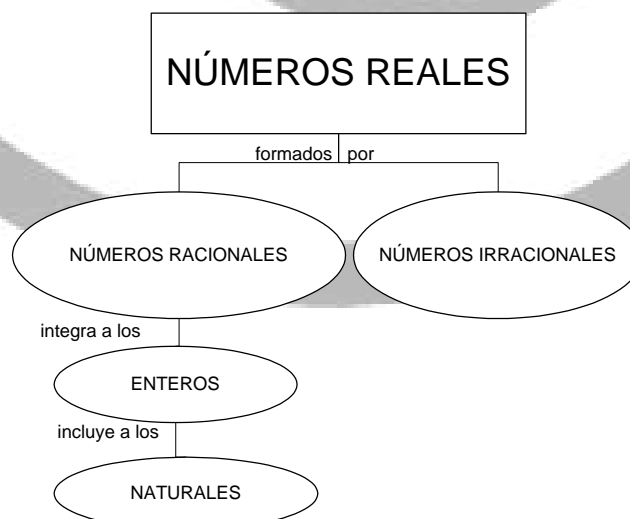 NÚMEROS REALES
formados por
NÚMEROS RACIONALES
NÚMEROS IRRACIONALES
integra a los
ENTEROS
incluye a los
NATURALES